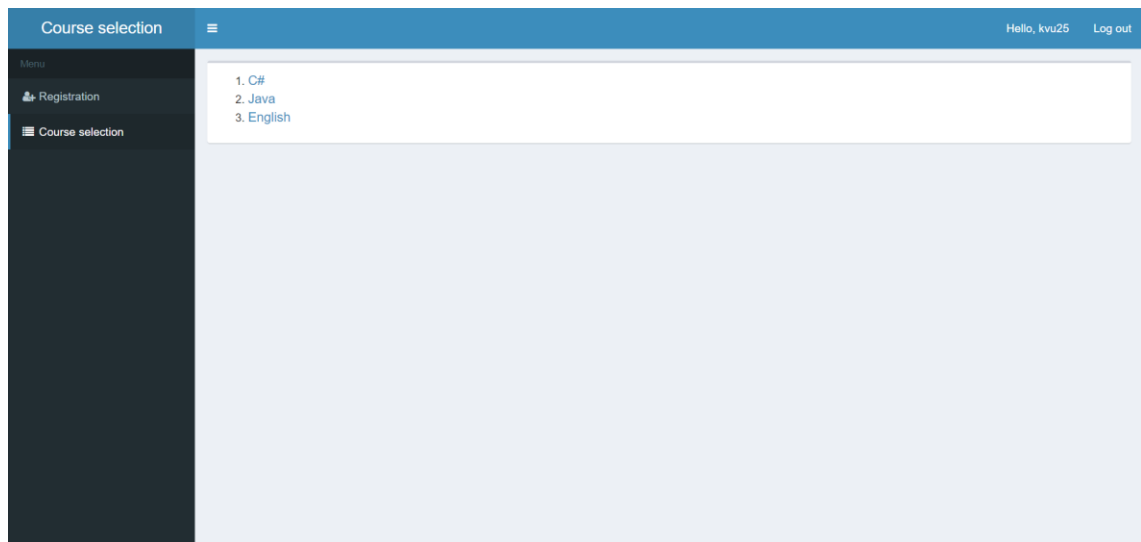 Course selection
Hello, kvu25 Log out
Menu
Registration
Course selection
1. C#
2. Java
3. English